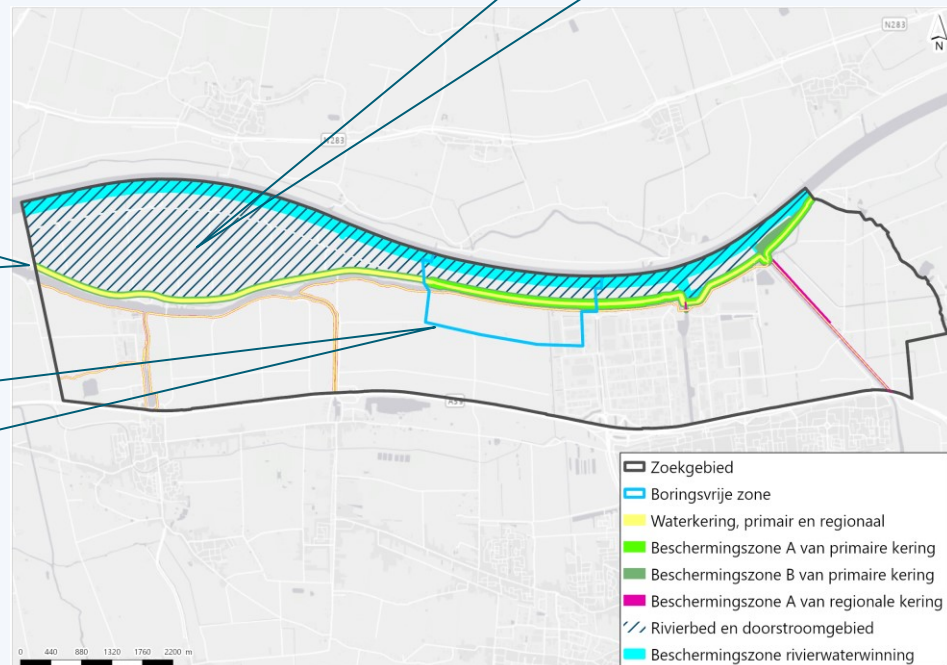 N283
N
N283
A59
Zoekgebied
Boringsvrije zone
Waterkering, primair en regionaal
Beschermingszone A van primaire kering
Beschermingszone B van primaire kering
Beschermingszone A van regionale kering
Rivierbed en doorstroomgebied
Beschermingszone rivierwaterwinning
0 440 880 1320 1760 2200 m